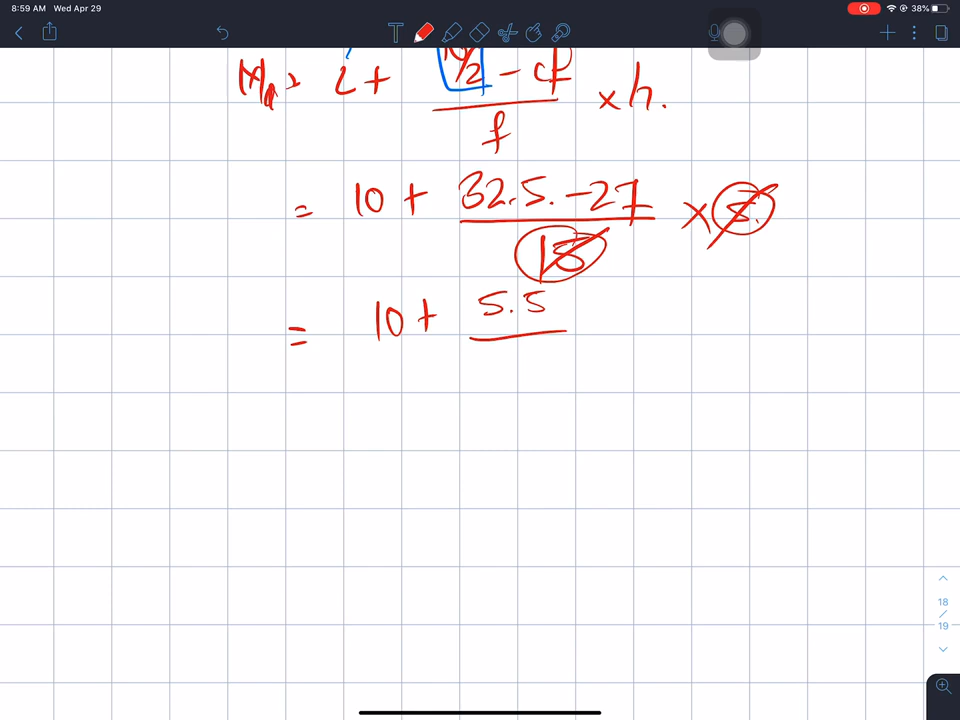 8:59 AM Wed Apr 29 38%
Md = l + N/2 - cf × h.
f
= 10 + 32.5. - 27 × 5.
15
= 10 + 5.5
18
/
19